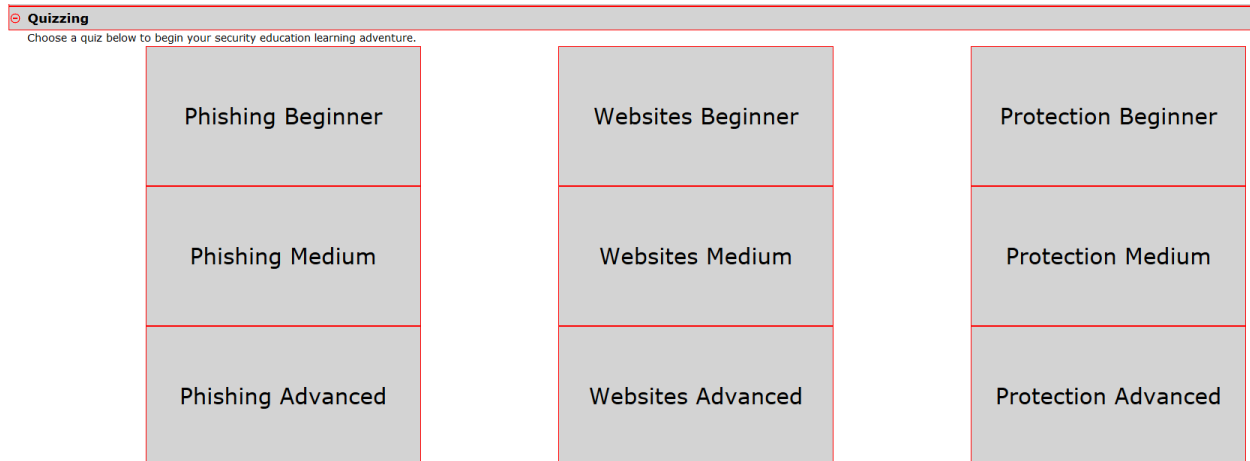 Quizzing
Choose a quiz below to begin your security education learning adventure.
Phishing Beginner
Websites Beginner
Protection Beginner
Phishing Medium
Websites Medium
Protection Medium
Phishing Advanced
Websites Advanced
Protection Advanced